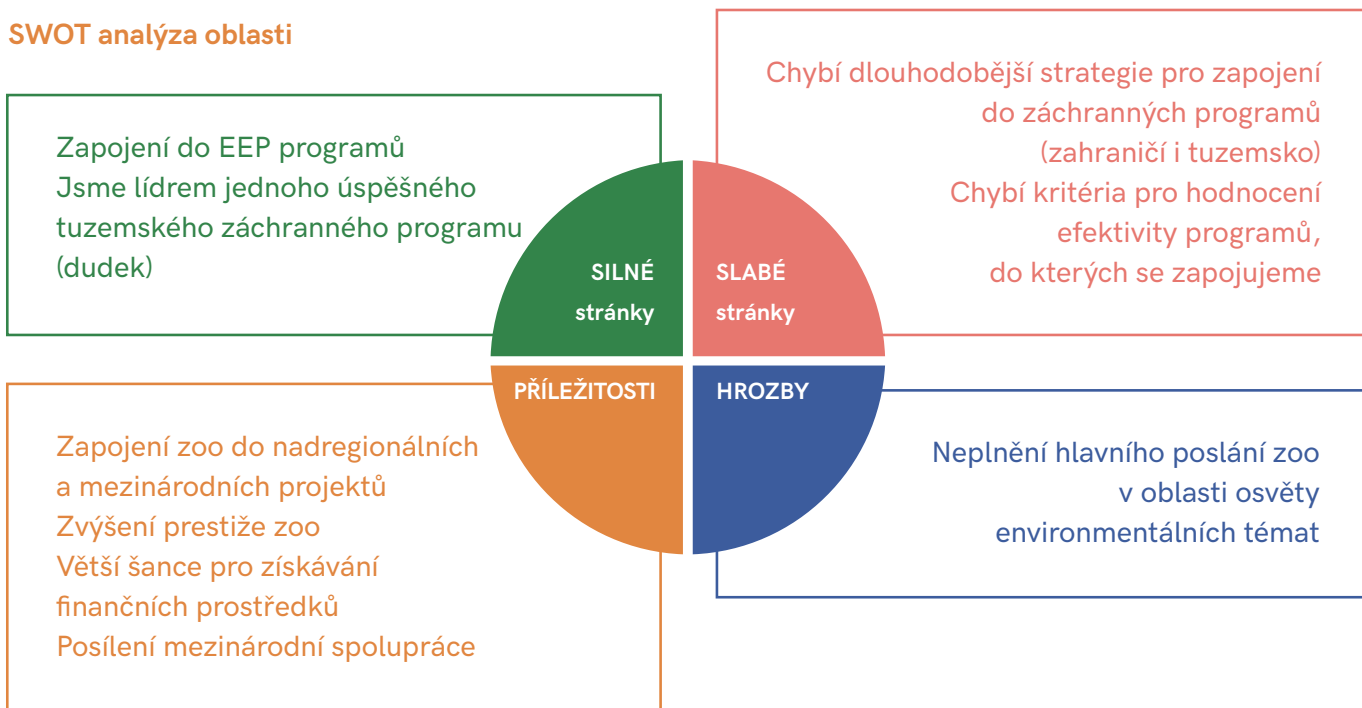 SWOT analýza oblasti
Zapojení do EEP programů
Jsme lídrem jednoho úspěšného
tuzemského záchranného programu
(dudek)
Chybí dlouhodobější strategie pro zapojení
do záchranných programů
(zahraničí i tuzemsko)
Chybí kritéria pro hodnocení
efektivity programů,
do kterých se zapojujeme
SILNÉ
stránky
SLABÉ
stránky
PŘÍLEŽITOSTI
HROZBY
Zapojení zoo do nadregionálních
a mezinárodních projektů
Zvýšení prestiže zoo
Větší šance pro získávání
finančních prostředků
Posílení mezinárodní spolupráce
Neplnění hlavního poslání zoo
v oblasti osvěty
environmentálních témat